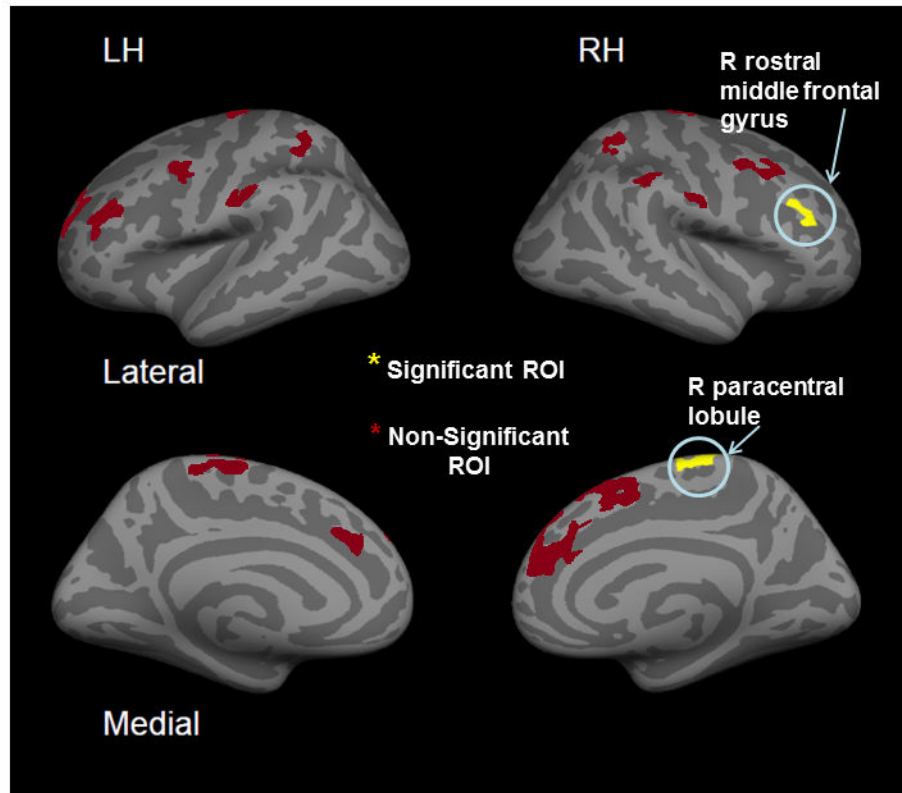 LH
RH
R rostral
middle frontal
gyrus
Lateral
* Significant ROI
* Non-Significant
ROI
R paracentral
lobule
Medial